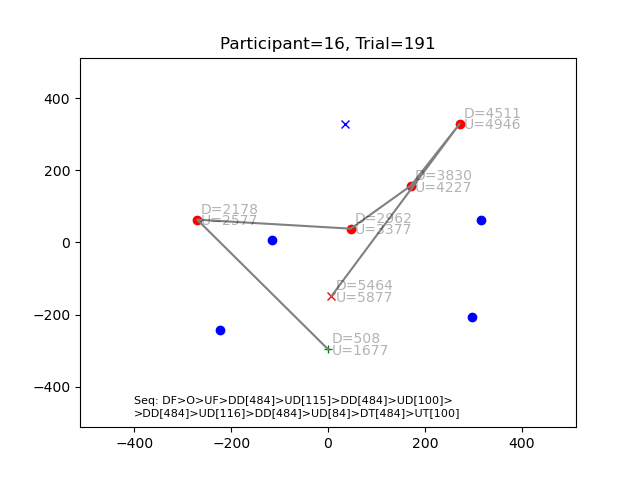 Participant=16, Trial=191
D=4511
U=4946
D=3830
U=4227
D=2178
U=2577
D=2962
U=3377
D=5464
U=5877
D=508
U=1677
400
200
0
−200
−400
Seq: DF>O>UF>DD[484]>UD[115]>DD[484]>UD[100]>
>DD[484]>UD[116]>DD[484]>UD[84]>DT[484]>UT[100]
−400 −200 0 200 400